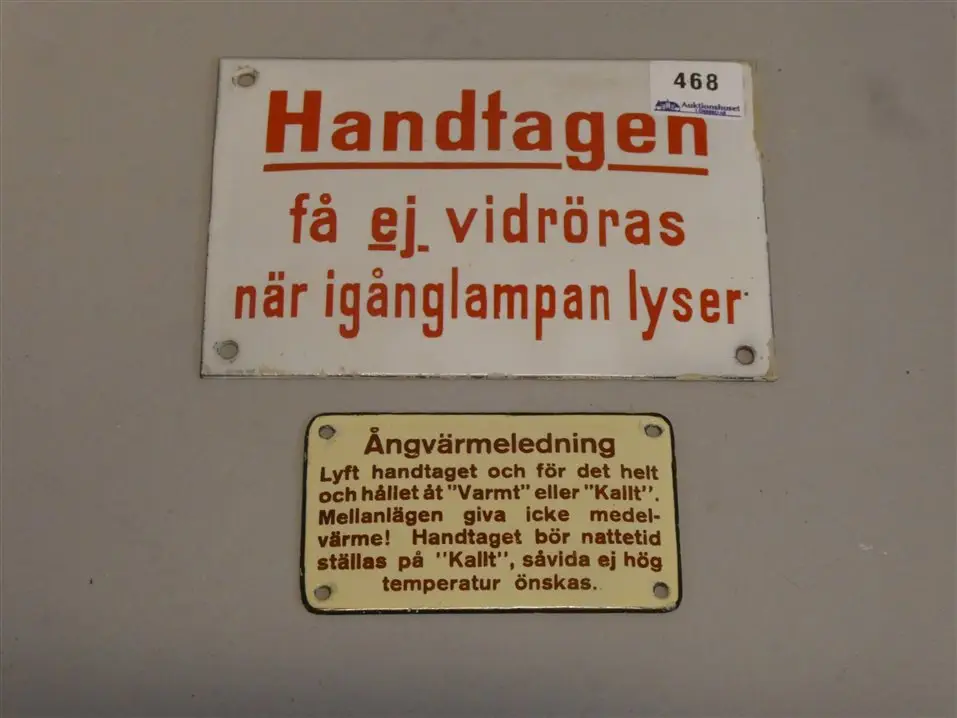 468
Auktionshuset
Handtagen
få ej vidröras
när igånglampan lyser
Ångvärmeledning
Lyft handtaget och för det helt
och hållet åt "Varmt" eller "Kallt".
Mellanlägen giva icke medel-
värme! Handtaget bör nattetid
ställas på "Kallt", såvida ej hög
temperatur önskas.